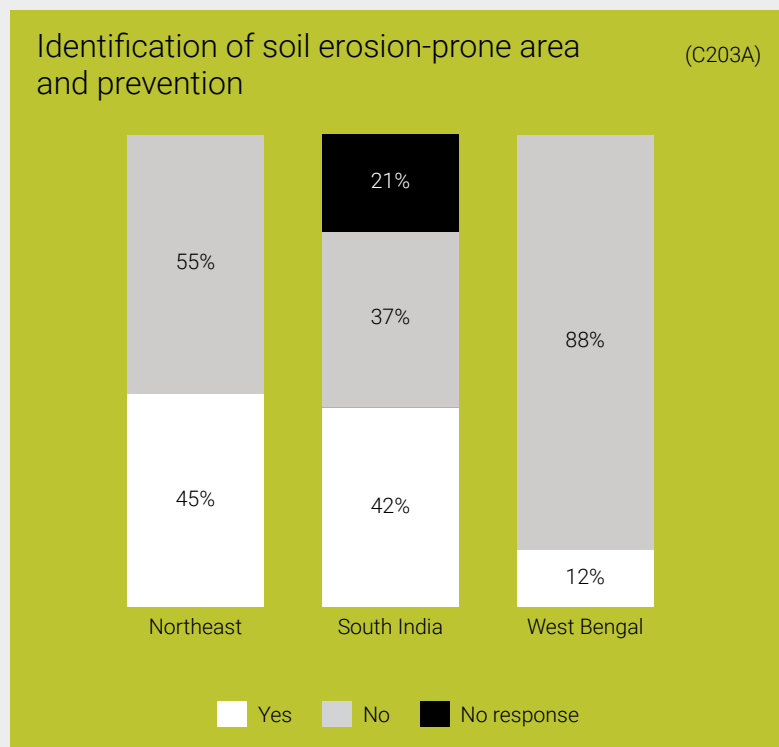 Identification of soil erosion-prone area
and prevention
(C203A)
21%
55%
37%
88%
45%
42%
12%
Northeast South India West Bengal
Yes No No response